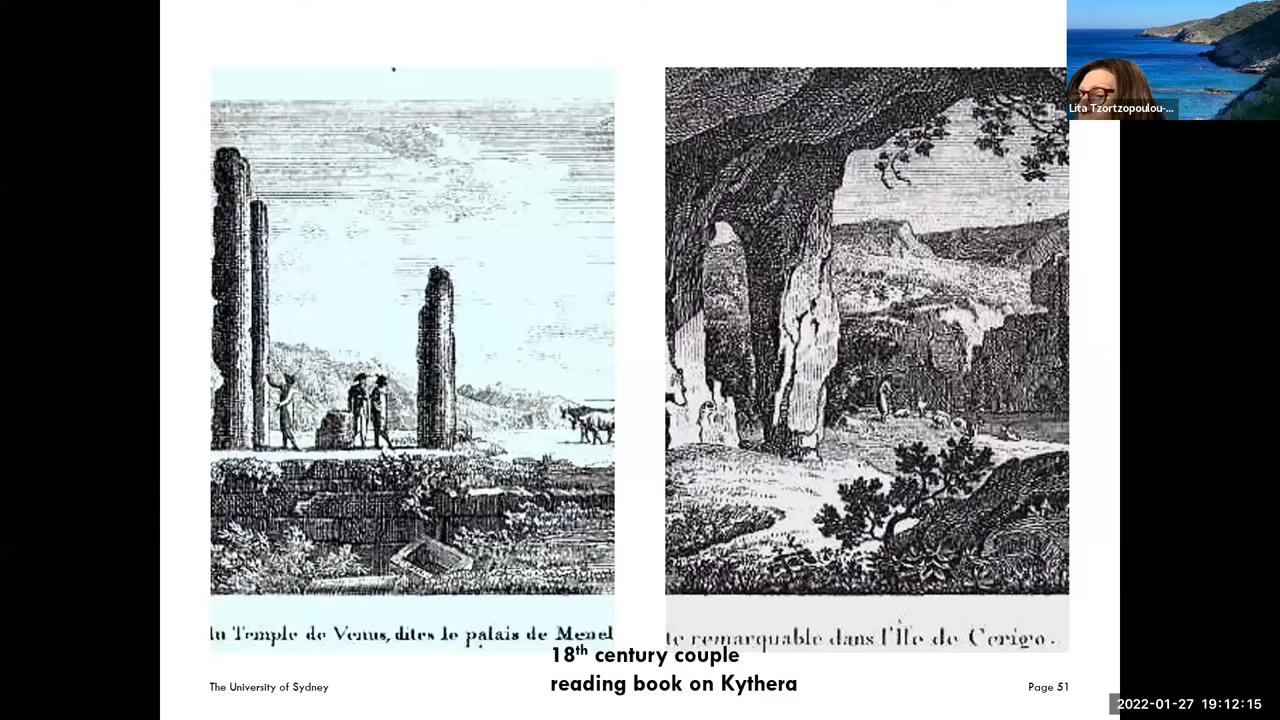 Lita Tzortzopoulou-...
lu Temple de Venus, dites le palais de Menel
te remarquable dans l'Ile de Cerigo.
18th century couple
reading book on Kythera
The University of Sydney
Page 51
2022-01-27 19:12:15